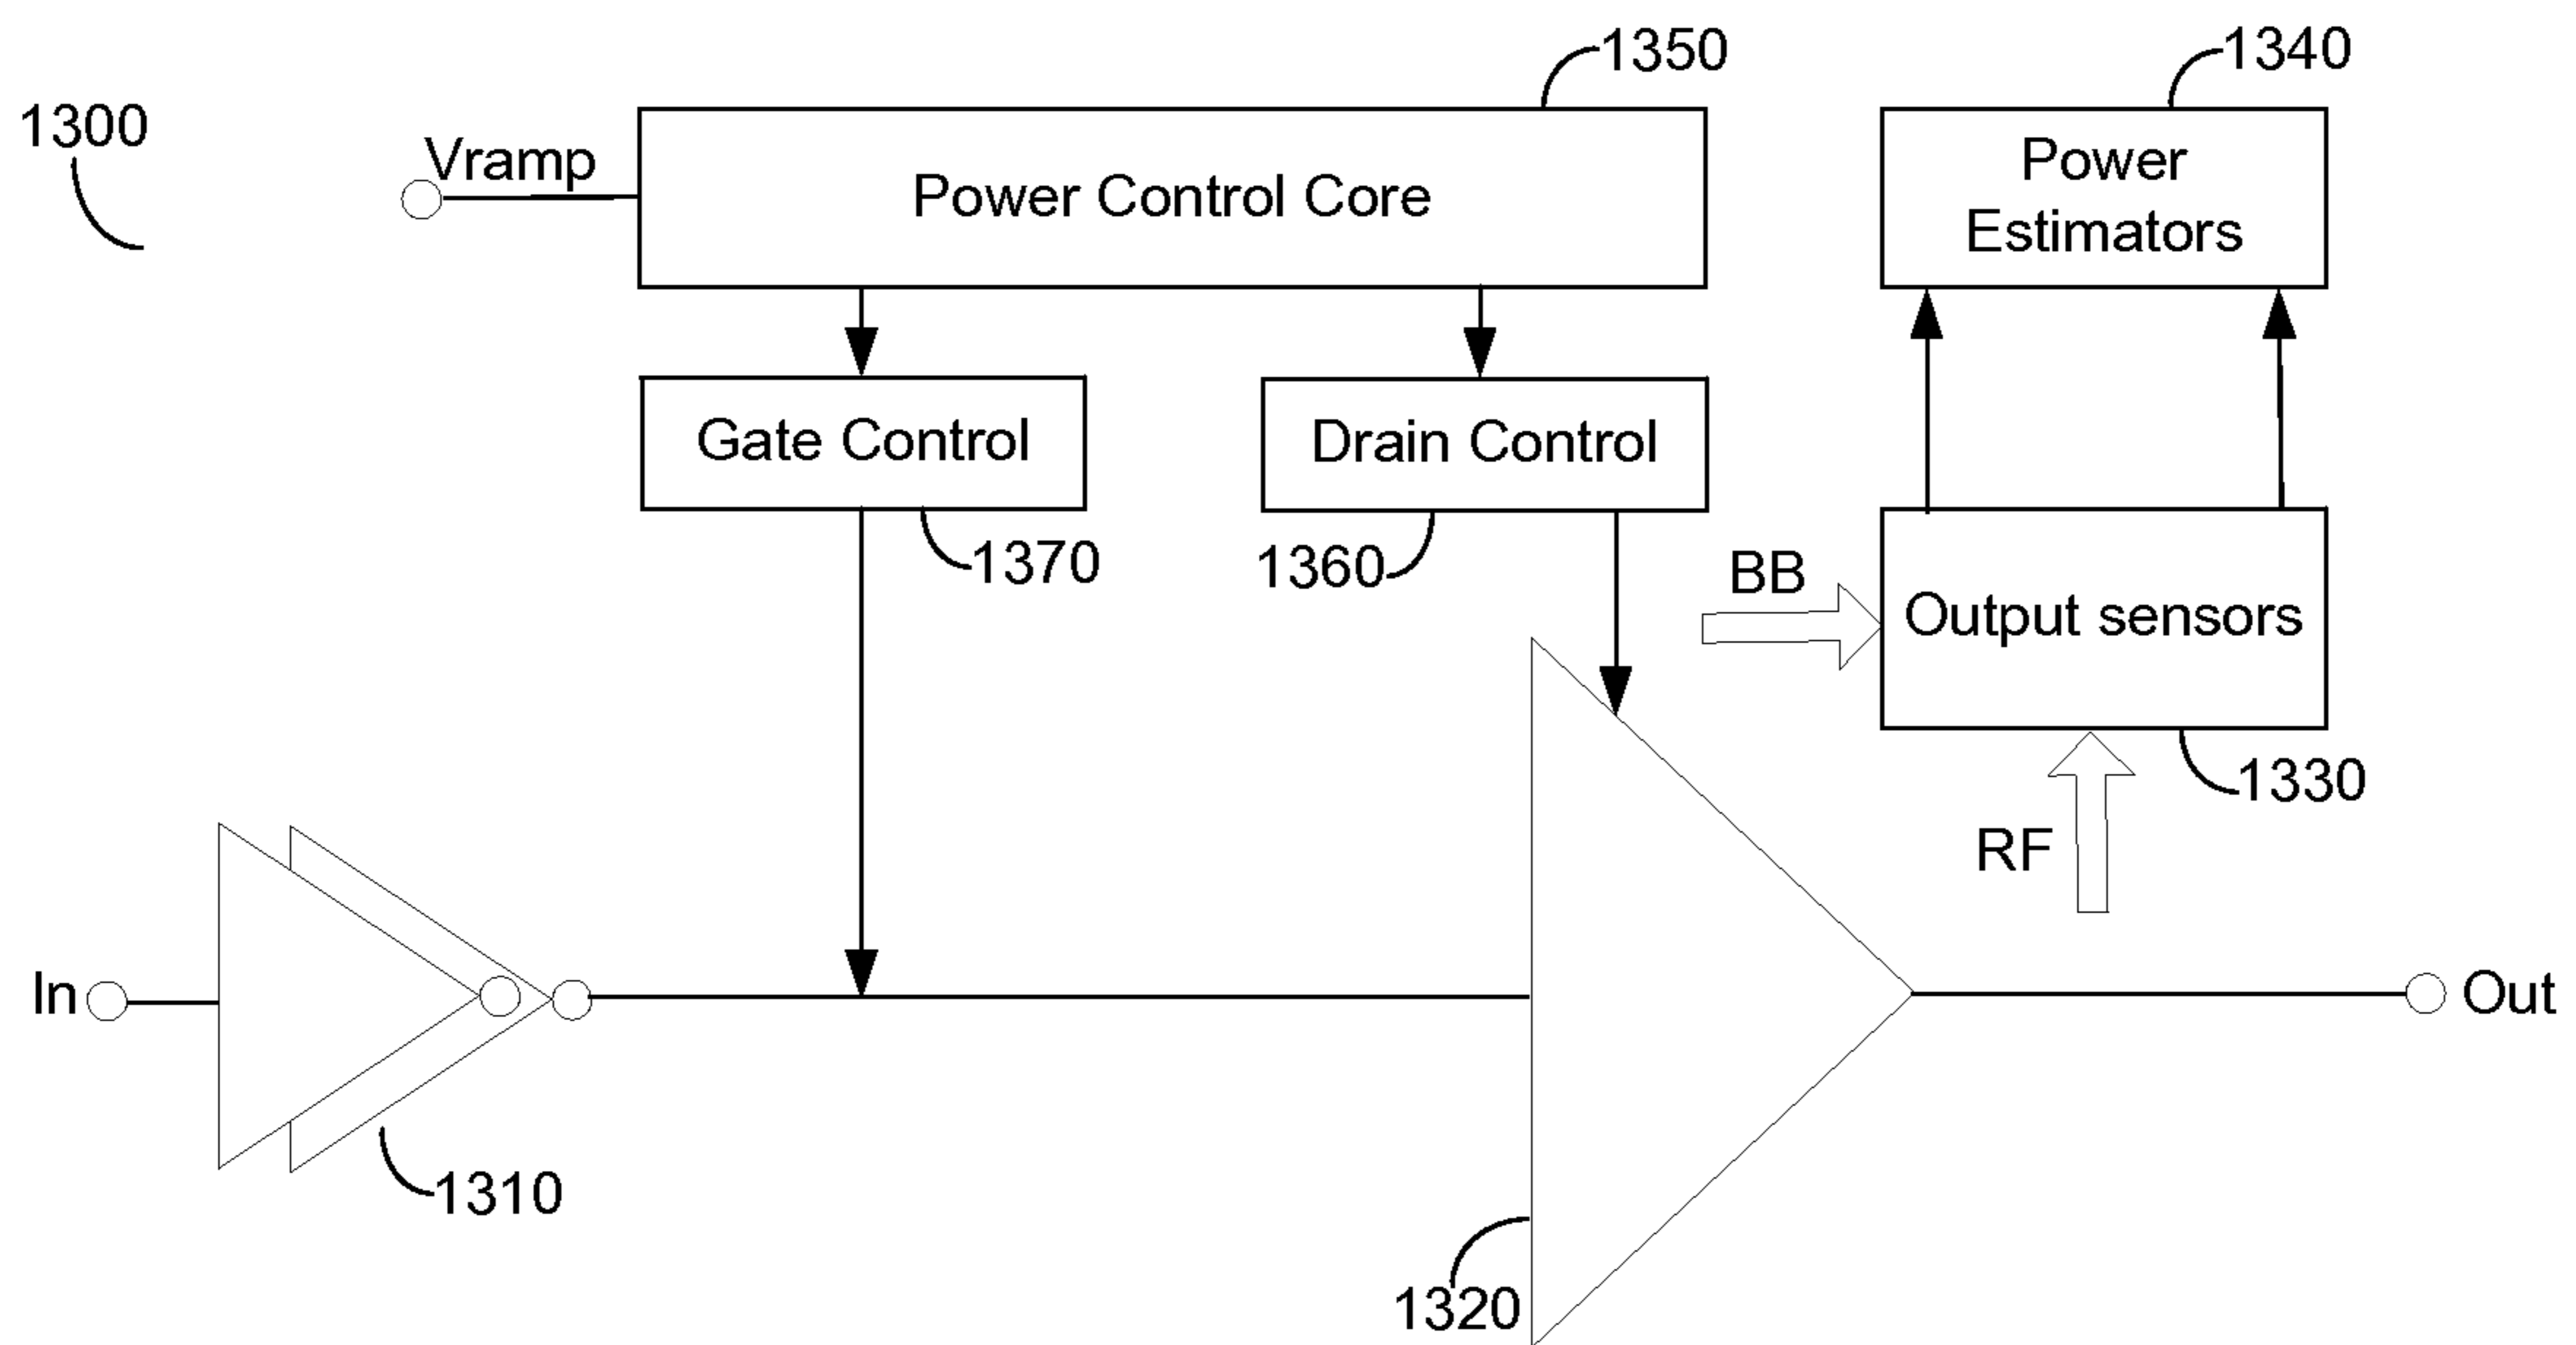 1350
1340
1300
Vramp
Power Control Core
Power
Estimators
Gate Control
Drain Control
1370
1360
BB
Output sensors
1330
RF
In
Out
1310
1320